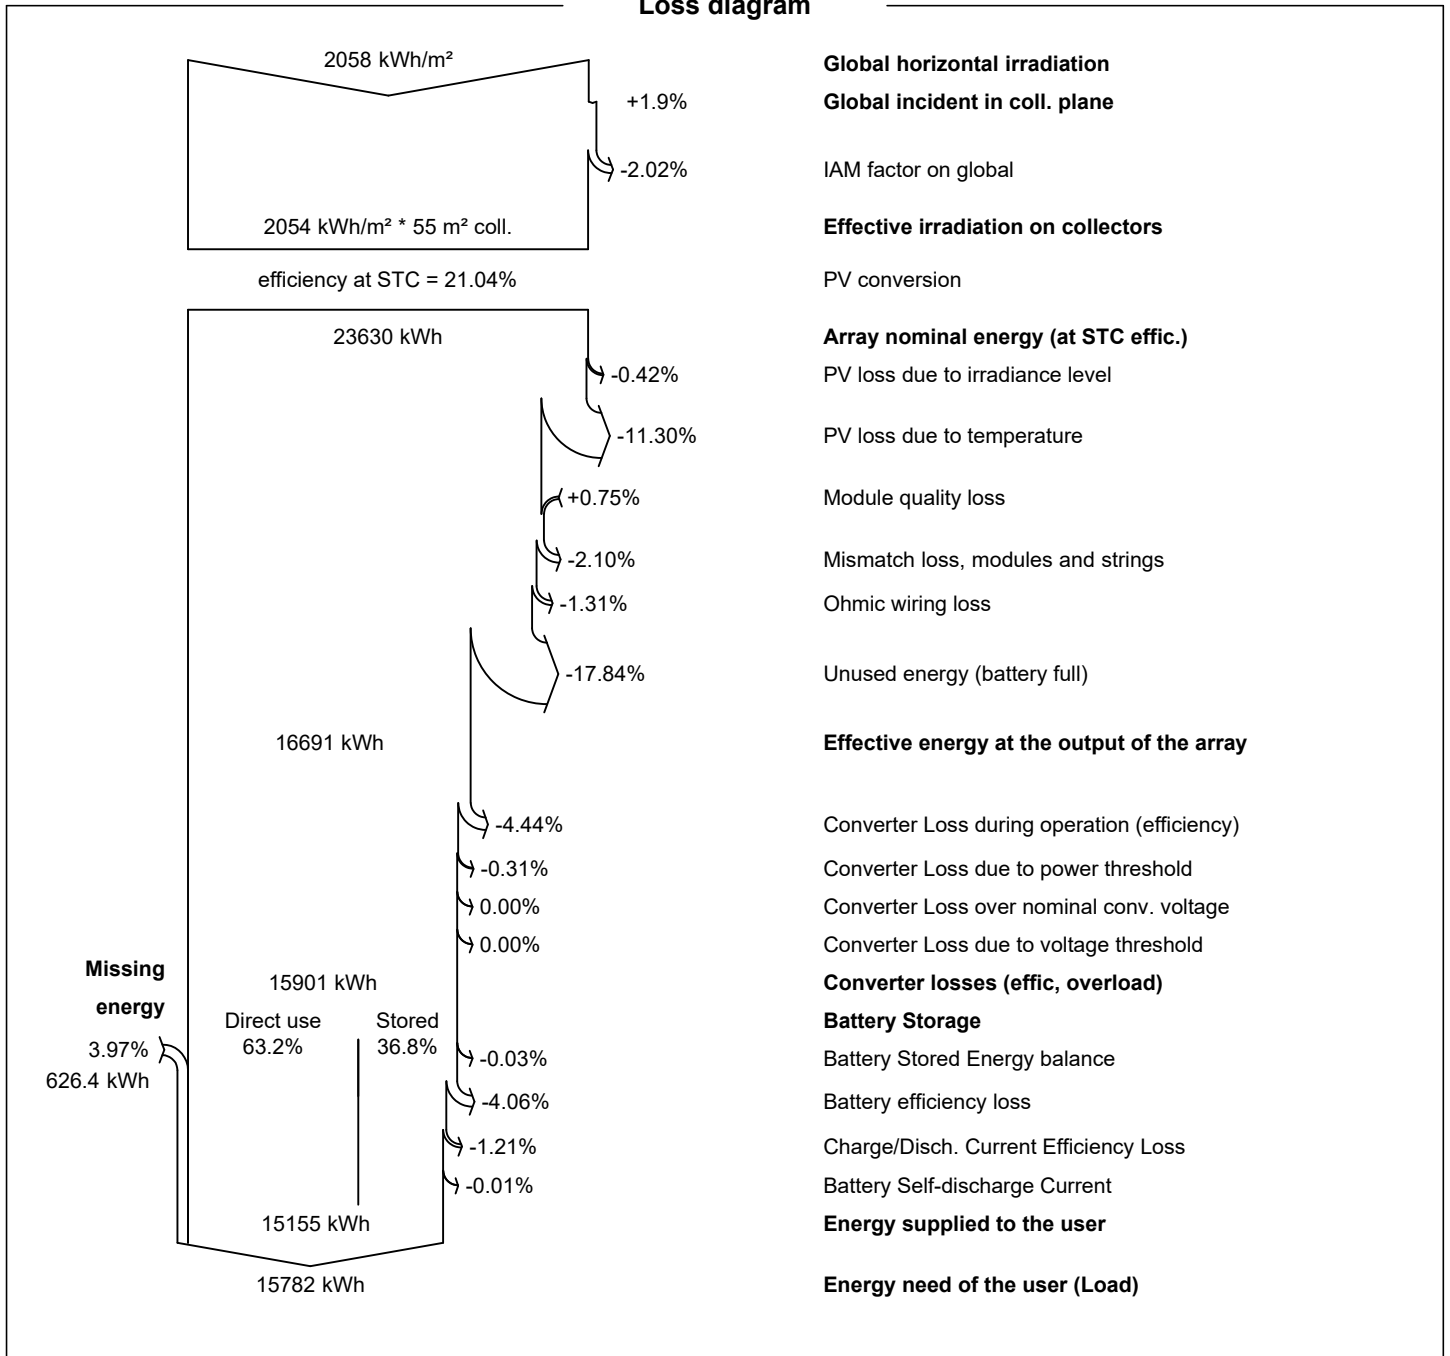 Loss diagram
2058 kWh/m² Global horizontal irradiation
+1.9% Global incident in coll. plane
-2.02% IAM factor on global
2054 kWh/m² * 55 m² coll. Effective irradiation on collectors
efficiency at STC = 21.04% PV conversion
23630 kWh Array nominal energy (at STC effic.)
-0.42% PV loss due to irradiance level
-11.30% PV loss due to temperature
+0.75% Module quality loss
-2.10% Mismatch loss, modules and strings
-1.31% Ohmic wiring loss
-17.84% Unused energy (battery full)
16691 kWh Effective energy at the output of the array
-4.44% Converter Loss during operation (efficiency)
-0.31% Converter Loss due to power threshold
0.00% Converter Loss over nominal conv. voltage
0.00% Converter Loss due to voltage threshold
Missing
15901 kWh Converter losses (effic, overload)
energy
Direct use Stored Battery Storage
63.2% 36.8%
3.97% -0.03% Battery Stored Energy balance
626.4 kWh
-4.06% Battery efficiency loss
-1.21% Charge/Disch. Current Efficiency Loss
-0.01% Battery Self-discharge Current
15155 kWh Energy supplied to the user
15782 kWh Energy need of the user (Load)